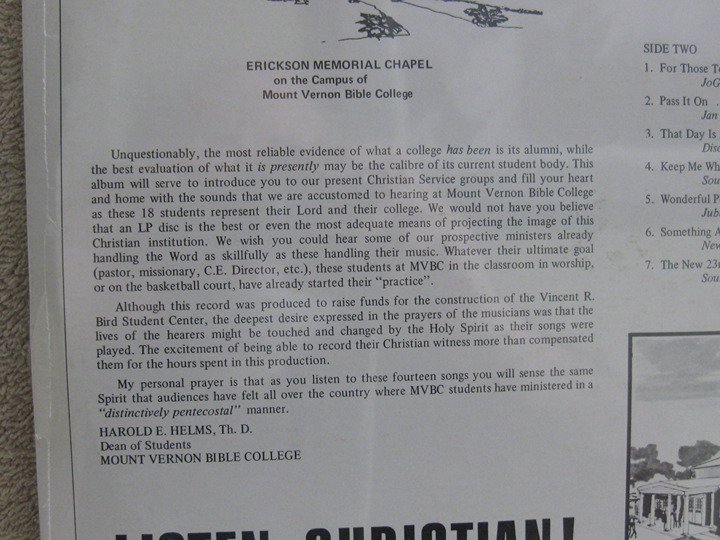 ERICKSON MEMORIAL CHAPEL
on the Campus of
Mount Vernon Bible College
Unquestionably, the most reliable evidence of what a college has been is its alumni, while
the best evaluation of what it is presently may be the calibre of its current student body. This
album will serve to introduce you to our present Christian Service groups and fill your heart
and home with the sounds that we are accustomed to hearing at Mount Vernon Bible College
as these 18 students represent their Lord and their college. We would not have you believe
that an LP disc is the best or even the most adequate means of projecting the image of this
Christian institution. We wish you could hear some of our prospective ministers already
handling the Word as skillfully as these handling their music. Whatever their ultimate goal
(pastor, missionary, C.E. Director, etc.), these students at MVBC in the classroom in worship,
or on the basketball court, have already started their "practice".
Although this record was produced to raise funds for the construction of the Vincent R.
Bird Student Center, the deepest desire expressed in the prayers of the musicians was that the
lives of the hearers might be touched and changed by the Holy Spirit as their songs were
played. The excitement of being able to record their Christian witness more than compensated
them for the hours spent in this production.
My personal prayer is that as you listen to these fourteen songs you will sense the same
Spirit that audiences have felt all over the country where MVBC students have ministered in a
"distinctively pentecostal" manner.
HAROLD E. HELMS, Th. D.
Dean of Students
MOUNT VERNON BIBLE COLLEGE
LISTEN, CHRISTIAN!
SIDE TWO
1. For Those
JoG
2. Pass It On .
Jan
3. That Day Is
Disc
4. Keep Me
Sou
5. Wonderful
Jub
6. Something
New
7. The New
Sou